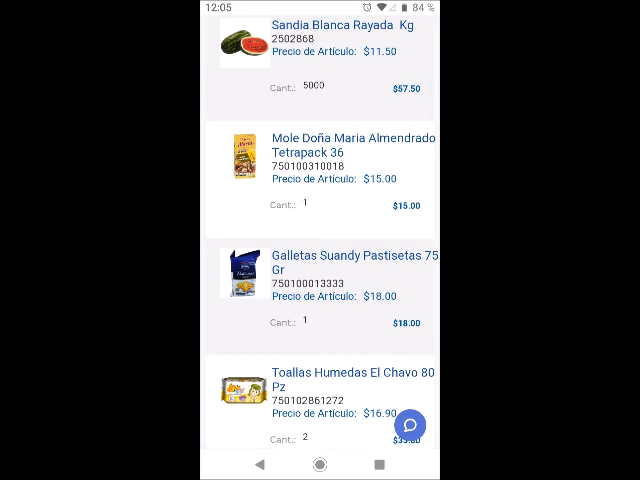 12:05 84 %
Sandia Blanca Rayada Kg
2502868
Precio de Artículo: $11.50
Cant.: 5000 $57.50
Mole Doña Maria Almendrado
Tetrapack 36
750100310018
Precio de Artículo: $15.00
Cant.: 1 $15.00
Galletas Suandy Pastisetas 75
Gr
750100013333
Precio de Artículo: $18.00
Cant.: 1 $18.00
Toallas Humedas El Chavo 80
Pz
750102861272
Precio de Artículo: $16.90
Cant.: 2